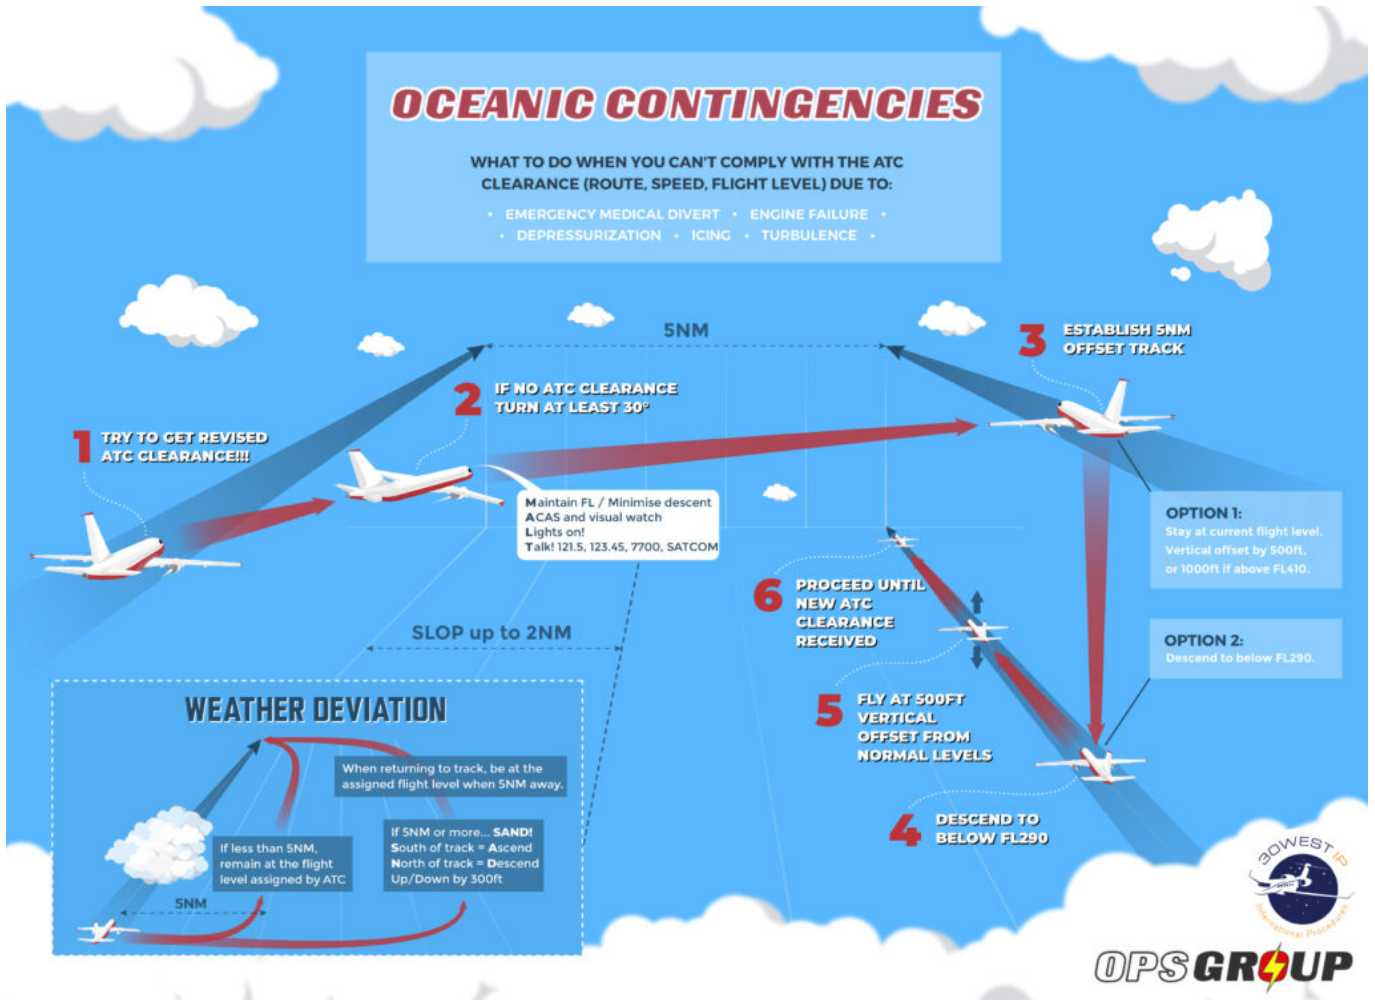 OCEANIC CONTINGENCIES
WHAT TO DO WHEN YOU CAN'T COMPLY WITH THE ATC
CLEARANCE (ROUTE, SPEED, FLIGHT LEVEL) DUE TO:
• EMERGENCY MEDICAL DIVERT • ENGINE FAILURE •
• DEPRESSURIZATION • ICING • TURBULENCE •
5NM
3
ESTABLISH 5NM
OFFSET TRACK
2
IF NO ATC CLEARANCE
TURN AT LEAST 30°
1
TRY TO GET REVISED
ATC CLEARANCE!!!
Maintain FL / Minimise descent
ACAS and visual watch
Lights on!
Talk! 121.5, 123.45, 7700, SATCOM
OPTION 1:
Stay at current flight level.
Vertical offset by 500ft,
or 1000ft if above FL410.
6
PROCEED UNTIL
NEW ATC
CLEARANCE
RECEIVED
SLOP up to 2NM
OPTION 2:
Descend to below FL290.
5
FLY AT 500FT
VERTICAL
OFFSET FROM
NORMAL LEVELS
4
DESCEND TO
BELOW FL290
WEATHER DEVIATION
When returning to track, be at the
assigned flight level when 5NM away.
If less than 5NM,
remain at the flight
level assigned by ATC
If 5NM or more... SAND!
South of track = Ascend
North of track = Descend
Up/Down by 300ft
5NM
30WEST IP
International Procedures
OPSGROUP